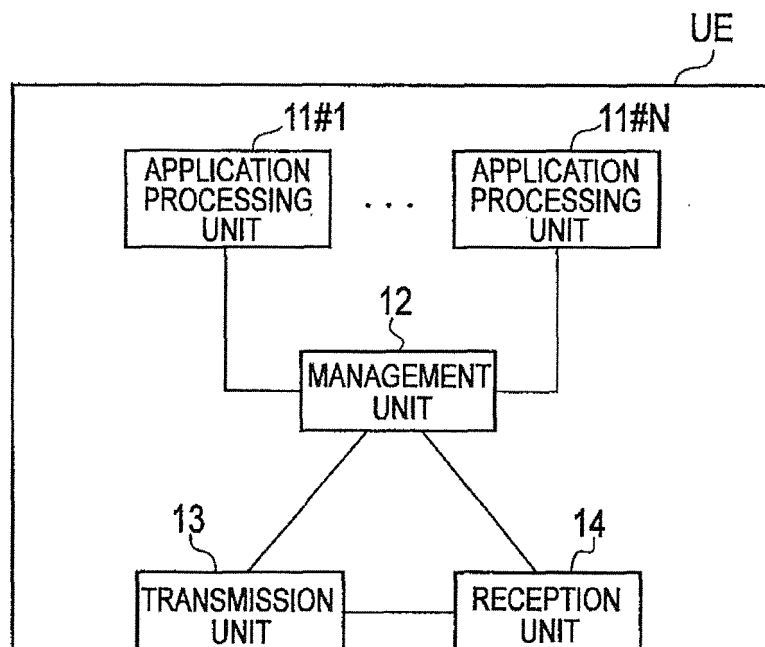 UE
11#1
11#N
APPLICATION
PROCESSING
UNIT
. . .
APPLICATION
PROCESSING
UNIT
12
MANAGEMENT
UNIT
13
14
TRANSMISSION
UNIT
RECEPTION
UNIT